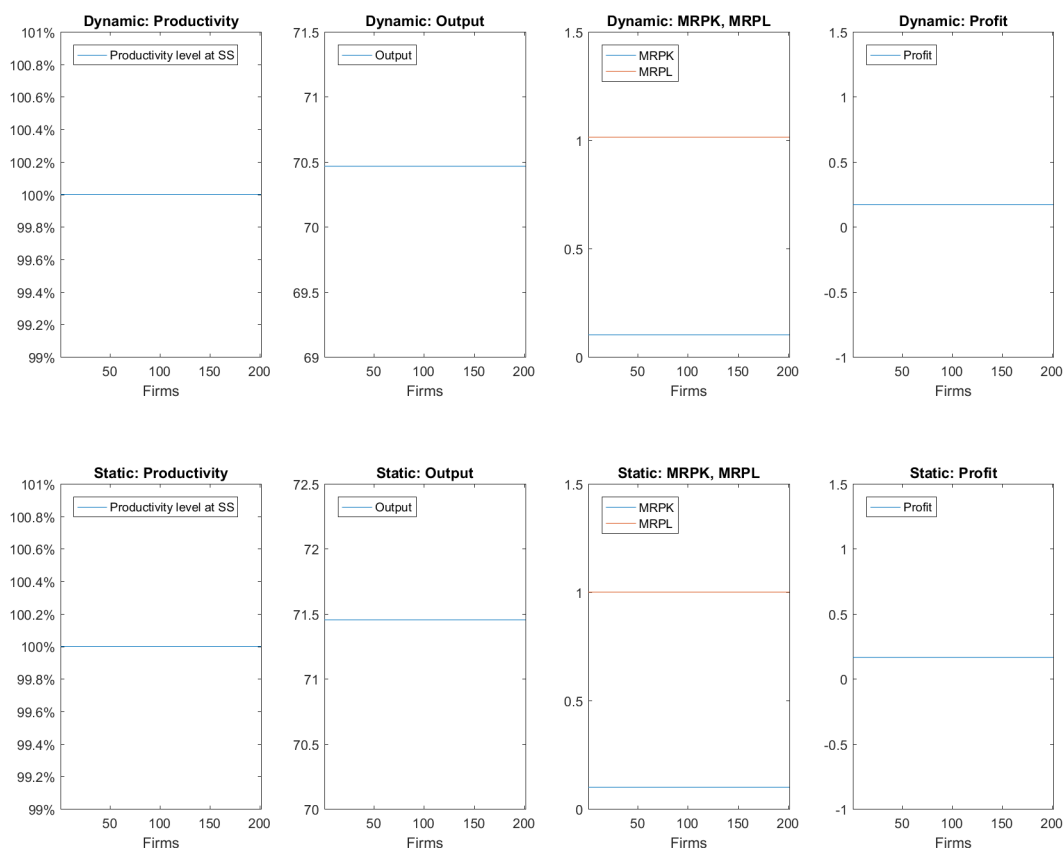 Dynamic: Productivity
101%
100.8%
100.6%
100.4%
100.2%
100%
99.8%
99.6%
99.4%
99.2%
99%
Productivity level at SS
50 100 150 200
Firms
Dynamic: Output
71.5
71
70.5
70
69.5
69
Output
50 100 150 200
Firms
Dynamic: MRPK, MRPL
1.5
1
0.5
0
MRPK
MRPL
50 100 150 200
Firms
Dynamic: Profit
1.5
1
0.5
0
-0.5
-1
Profit
50 100 150 200
Firms
Static: Productivity
101%
100.8%
100.6%
100.4%
100.2%
100%
99.8%
99.6%
99.4%
99.2%
99%
Productivity level at SS
50 100 150 200
Firms
Static: Output
72.5
72
71.5
71
70.5
70
Output
50 100 150 200
Firms
Static: MRPK, MRPL
1.5
1
0.5
0
MRPK
MRPL
50 100 150 200
Firms
Static: Profit
1.5
1
0.5
0
-0.5
-1
Profit
50 100 150 200
Firms